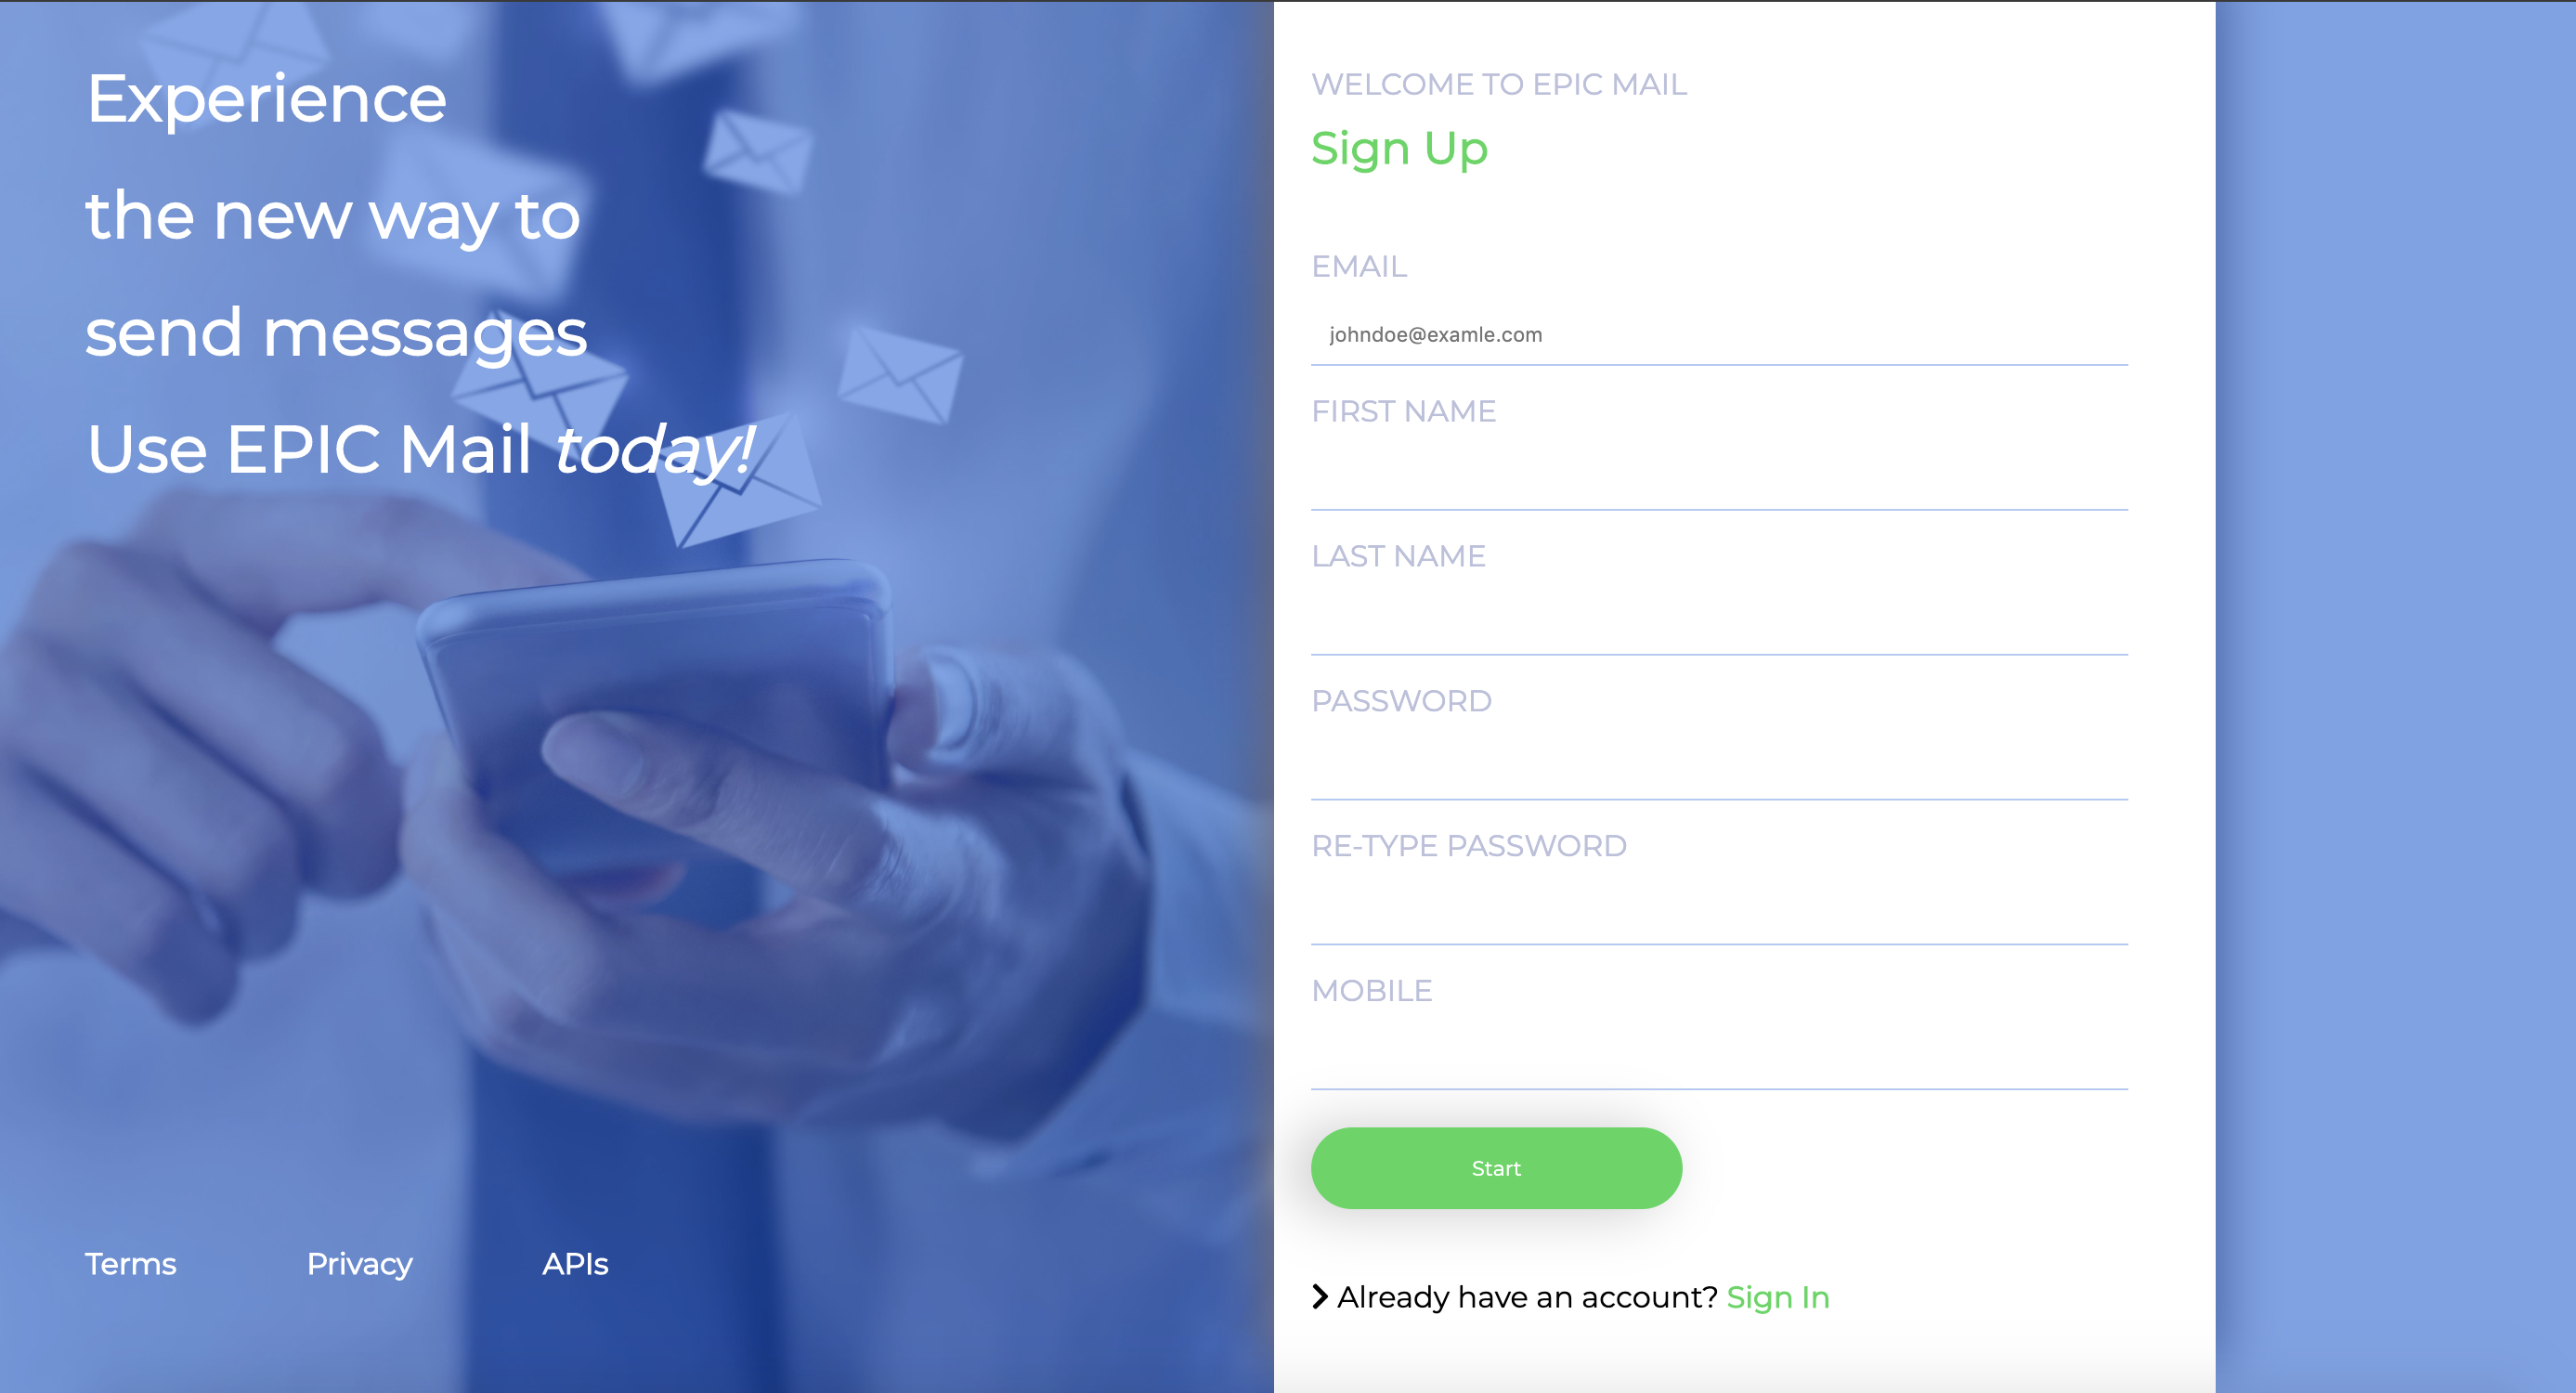 Experience
the new way to
send messages
Use EPIC Mail today!
Terms
Privacy
APIs
WELCOME TO EPIC MAIL
Sign Up
EMAIL
johndoe@examle.com
FIRST NAME
LAST NAME
PASSWORD
RE-TYPE PASSWORD
MOBILE
Start
Already have an account? Sign In